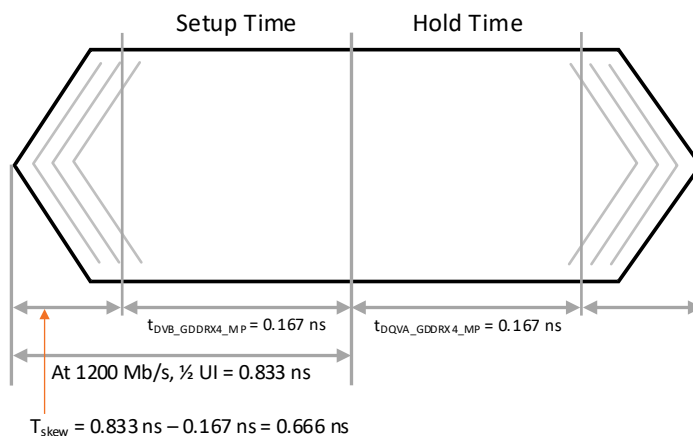 Setup Time
Hold Time
tDVB_GDDRX4_MP = 0.167 ns
tDQVA_GDDRX4_MP = 0.167 ns
At 1200 Mb/s, ½ UI = 0.833 ns
Tskew = 0.833 ns – 0.167 ns = 0.666 ns